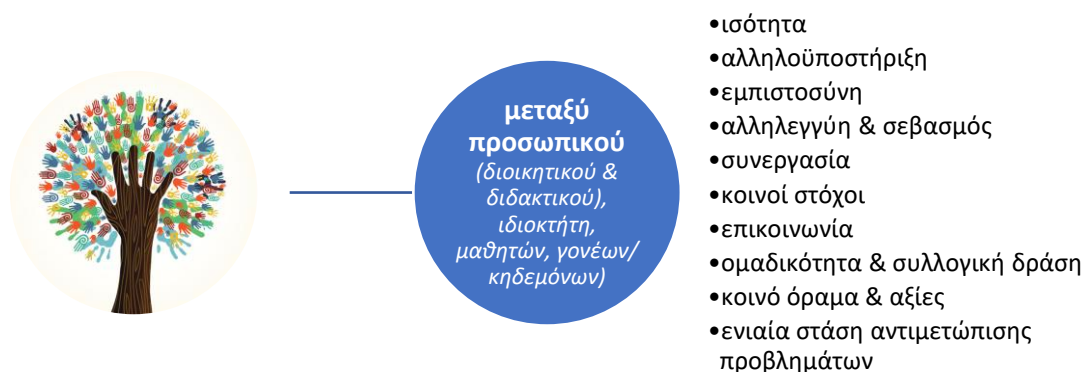 μεταξύ
προσωπικού
(διοικητικού &
διδακτικού),
ιδιοκτήτη,
μαθητών, γονέων/
κηδεμόνων)
•ισότητα
•αλληλοϋποστήριξη
•εμπιστοσύνη
•αλληλεγγύη & σεβασμός
•συνεργασία
•κοινοί στόχοι
•επικοινωνία
•ομαδικότητα & συλλογική δράση
•κοινό όραμα & αξίες
•ενιαία στάση αντιμετώπισης
προβλημάτων